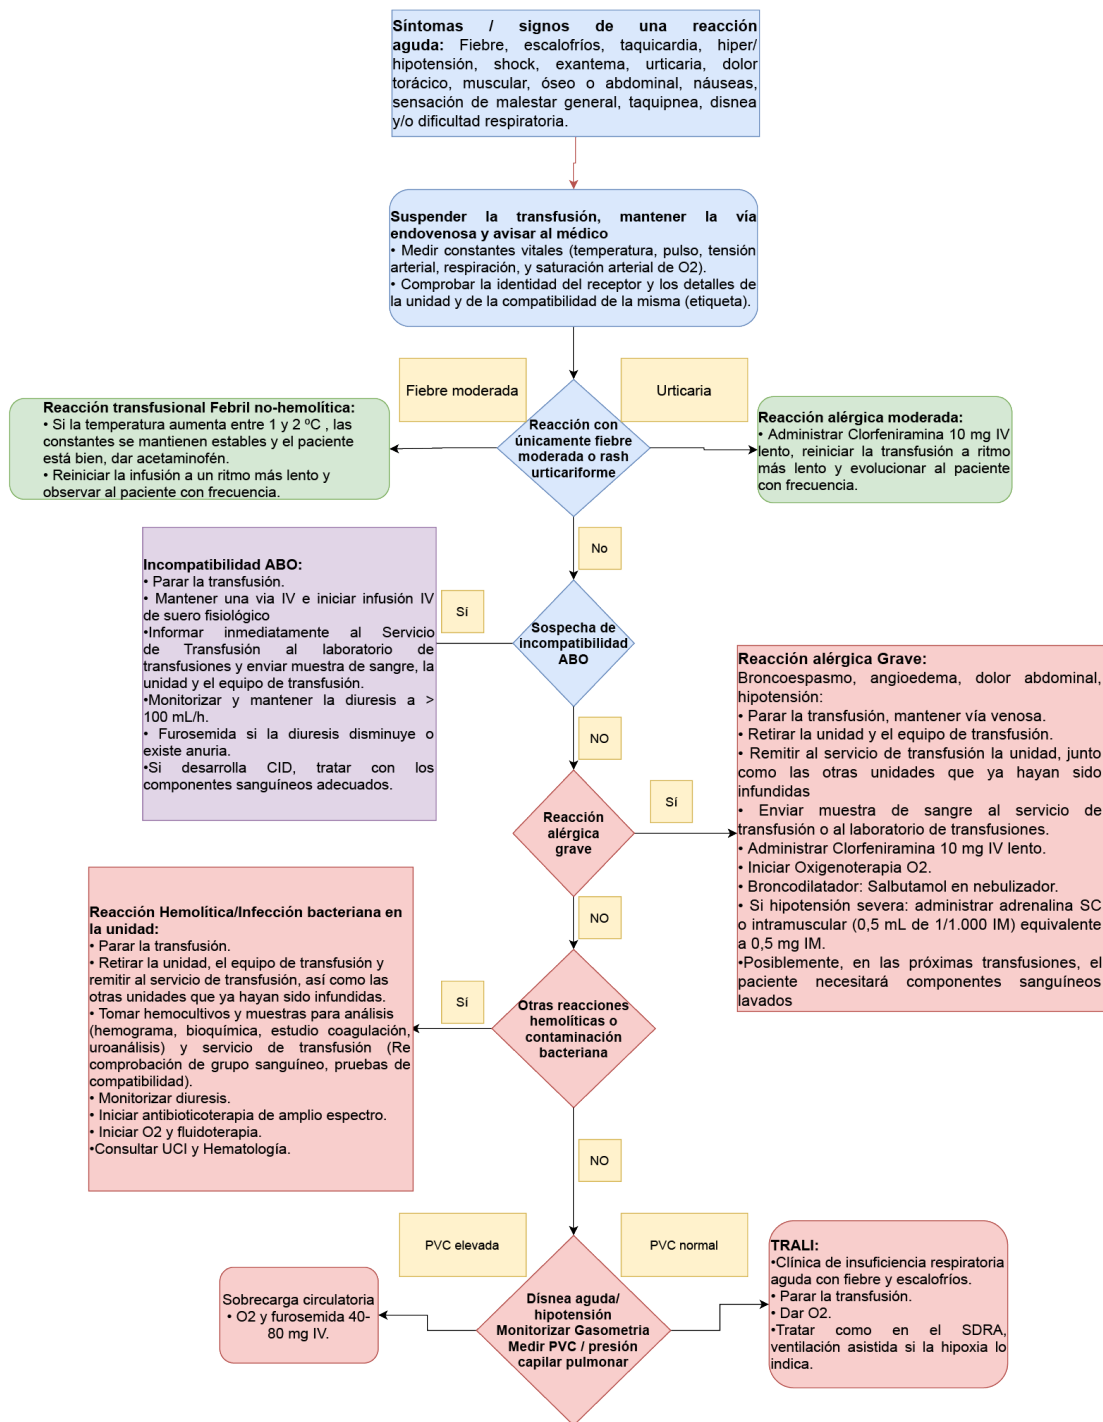 Síntomas / signos de una reacción
aguda: Fiebre, escalofríos, taquicardia, hiper/
hipotensión, shock, exantema, urticaria, dolor
torácico, muscular, óseo o abdominal, náuseas,
sensación de malestar general, taquipnea, disnea
y/o dificultad respiratoria.
Suspender la transfusión, mantener la vía
endovenosa y avisar al médico
• Medir constantes vitales (temperatura, pulso, tensión
arterial, respiración, y saturación arterial de O2).
• Comprobar la identidad del receptor y los detalles de
la unidad y de la compatibilidad de la misma (etiqueta).
Fiebre moderada
Urticaria
Reacción transfusional Febril no-hemolítica:
• Si la temperatura aumenta entre 1 y 2 ºC , las
constantes se mantienen estables y el paciente
está bien, dar acetaminofén.
• Reiniciar la infusión a un ritmo más lento y
observar al paciente con frecuencia.
Reacción con
únicamente fiebre
moderada o rash
urticariforme
Reacción alérgica moderada:
• Administrar Clorfeniramina 10 mg IV
lento, reiniciar la transfusión a ritmo
más lento y evolucionar al paciente
con frecuencia.
No
Incompatibilidad ABO:
• Parar la transfusión.
• Mantener una via IV e iniciar infusión IV
de suero fisiológico
•Informar inmediatamente al Servicio
de Transfusión al laboratorio de
transfusiones y enviar muestra de sangre, la
unidad y el equipo de transfusión.
•Monitorizar y mantener la diuresis a >
100 mL/h.
• Furosemida si la diuresis disminuye o
existe anuria.
•Si desarrolla CID, tratar con los
componentes sanguíneos adecuados.
Sí
Sospecha de
incompatibilidad
ABO
NO
Reacción
alérgica
grave
Sí
Reacción alérgica Grave:
Broncoespasmo, angioedema, dolor abdominal,
hipotensión:
• Parar la transfusión, mantener vía venosa.
• Retirar la unidad y el equipo de transfusión.
• Remitir al servicio de transfusión la unidad, junto
como las otras unidades que ya hayan sido
infundidas
• Enviar muestra de sangre al servicio de
transfusión o al laboratorio de transfusiones.
• Administrar Clorfeniramina 10 mg IV lento.
• Iniciar Oxigenoterapia O2.
• Broncodilatador: Salbutamol en nebulizador.
• Si hipotensión severa: administrar adrenalina SC
o intramuscular (0,5 mL de 1/1.000 IM) equivalente
a 0,5 mg IM.
•Posiblemente, en las próximas transfusiones, el
paciente necesitará componentes sanguíneos
lavados
NO
Reacción Hemolítica/Infección bacteriana en
la unidad:
• Parar la transfusión.
• Retirar la unidad, el equipo de transfusión y
remitir al servicio de transfusión, así como las
otras unidades que ya hayan sido infundidas.
• Tomar hemocultivos y muestras para análisis
(hemograma, bioquímica, estudio coagulación,
uroanálisis) y servicio de transfusión (Re
comprobación de grupo sanguíneo, pruebas de
compatibilidad).
• Monitorizar diuresis.
• Iniciar antibioticoterapia de amplio espectro.
• Iniciar O2 y fluidoterapia.
•Consultar UCI y Hematología.
Sí
Otras reacciones
hemolíticas o
contaminación
bacteriana
NO
PVC elevada
PVC normal
Sobrecarga circulatoria
• O2 y furosemida 40-
80 mg IV.
Dísnea aguda/
hipotensión
Monitorizar Gasometria
Medir PVC / presión
capilar pulmonar
TRALI:
•Clínica de insuficiencia respiratoria
aguda con fiebre y escalofríos.
• Parar la transfusión.
• Dar O2.
•Tratar como en el SDRA,
ventilación asistida si la hipoxia lo
indica.